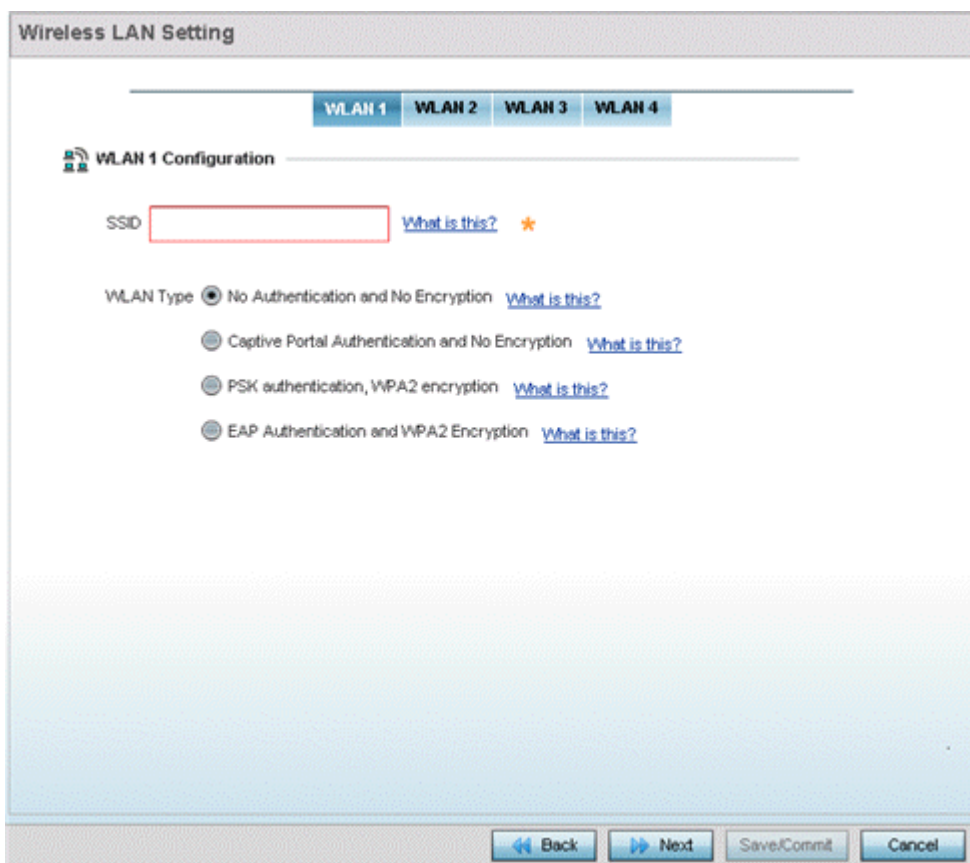 Wireless LAN Setting
WLAN 1 WLAN 2 WLAN 3 WLAN 4
WLAN 1 Configuration
SSID What is this? *
WLAN Type No Authentication and No Encryption What is this?
Captive Portal Authentication and No Encryption What is this?
PSK authentication, WPA2 encryption What is this?
EAP Authentication and WPA2 Encryption What is this?
Back Next Save/Commit Cancel